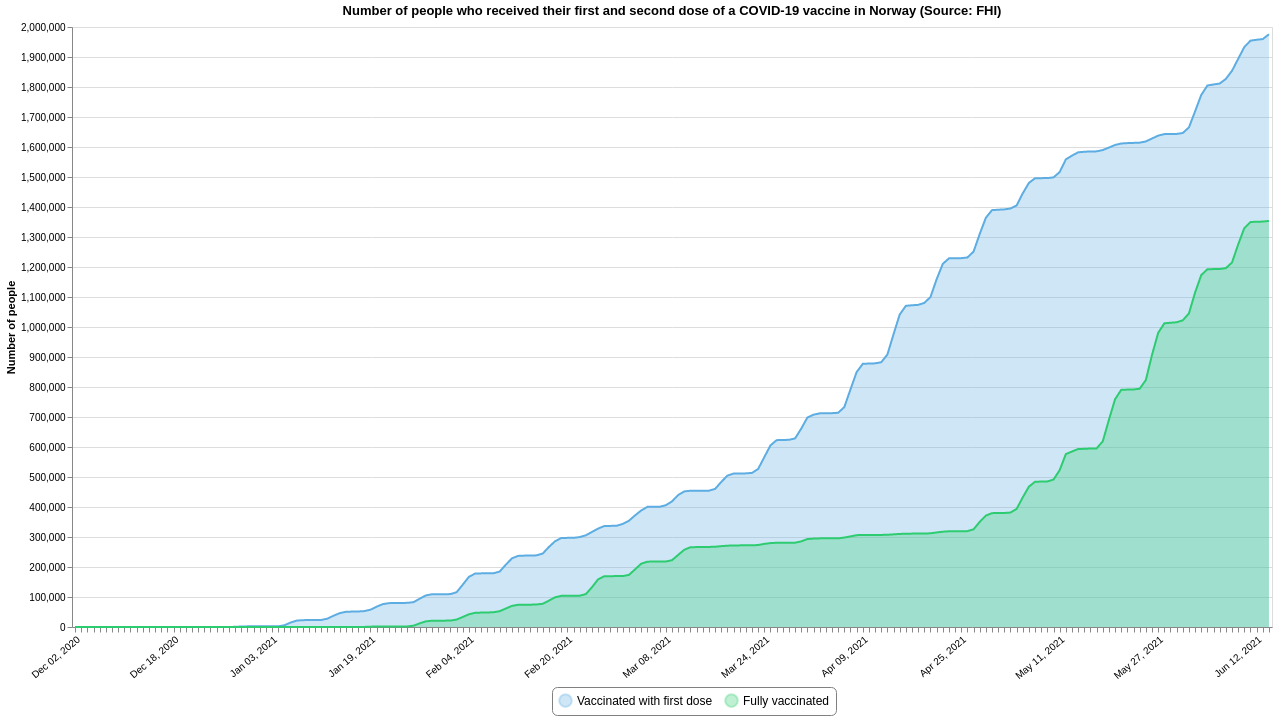 Number of people who received their first and second dose of a COVID-19 vaccine in Norway (Source: FHI)
Number of people
2,000,000
1,900,000
1,800,000
1,700,000
1,600,000
1,500,000
1,400,000
1,300,000
1,200,000
1,100,000
1,000,000
900,000
800,000
700,000
600,000
500,000
400,000
300,000
200,000
100,000
0
Dec 02, 2020
Dec 18, 2020
Jan 03, 2021
Jan 19, 2021
Feb 04, 2021
Feb 20, 2021
Mar 08, 2021
Mar 24, 2021
Apr 09, 2021
Apr 25, 2021
May 11, 2021
May 27, 2021
Jun 12, 2021
Vaccinated with first dose
Fully vaccinated